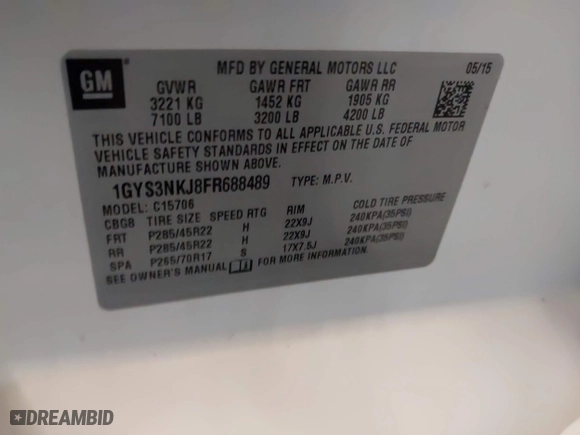 GM
MFD BY GENERAL MOTORS LLC 05/15
GVWR GAWR FRT GAWR RR
3221 KG 1452 KG 1905 KG
7100 LB 3200 LB 4200 LB
THIS VEHICLE CONFORMS TO ALL APPLICABLE U.S. FEDERAL MOTOR
VEHICLE SAFETY STANDARDS IN EFFECT ON THE DATE OF
MANUFACTURE SHOWN ABOVE.
1GYS3NKJ8FR688489 TYPE: M.P.V.
MODEL: C15706
CBGB TIRE SIZE SPEED RTG RIM COLD TIRE PRESSURE
FRT P285/45R22 H 22X9J 240KPA(35PSI)
RR P285/45R22 H 22X9J 240KPA(35PSI)
SPA P265/70R17 S 17X7.5J 240KPA(35PSI)
SEE OWNER'S MANUAL FOR MORE INFORMATION.
DREAMBID